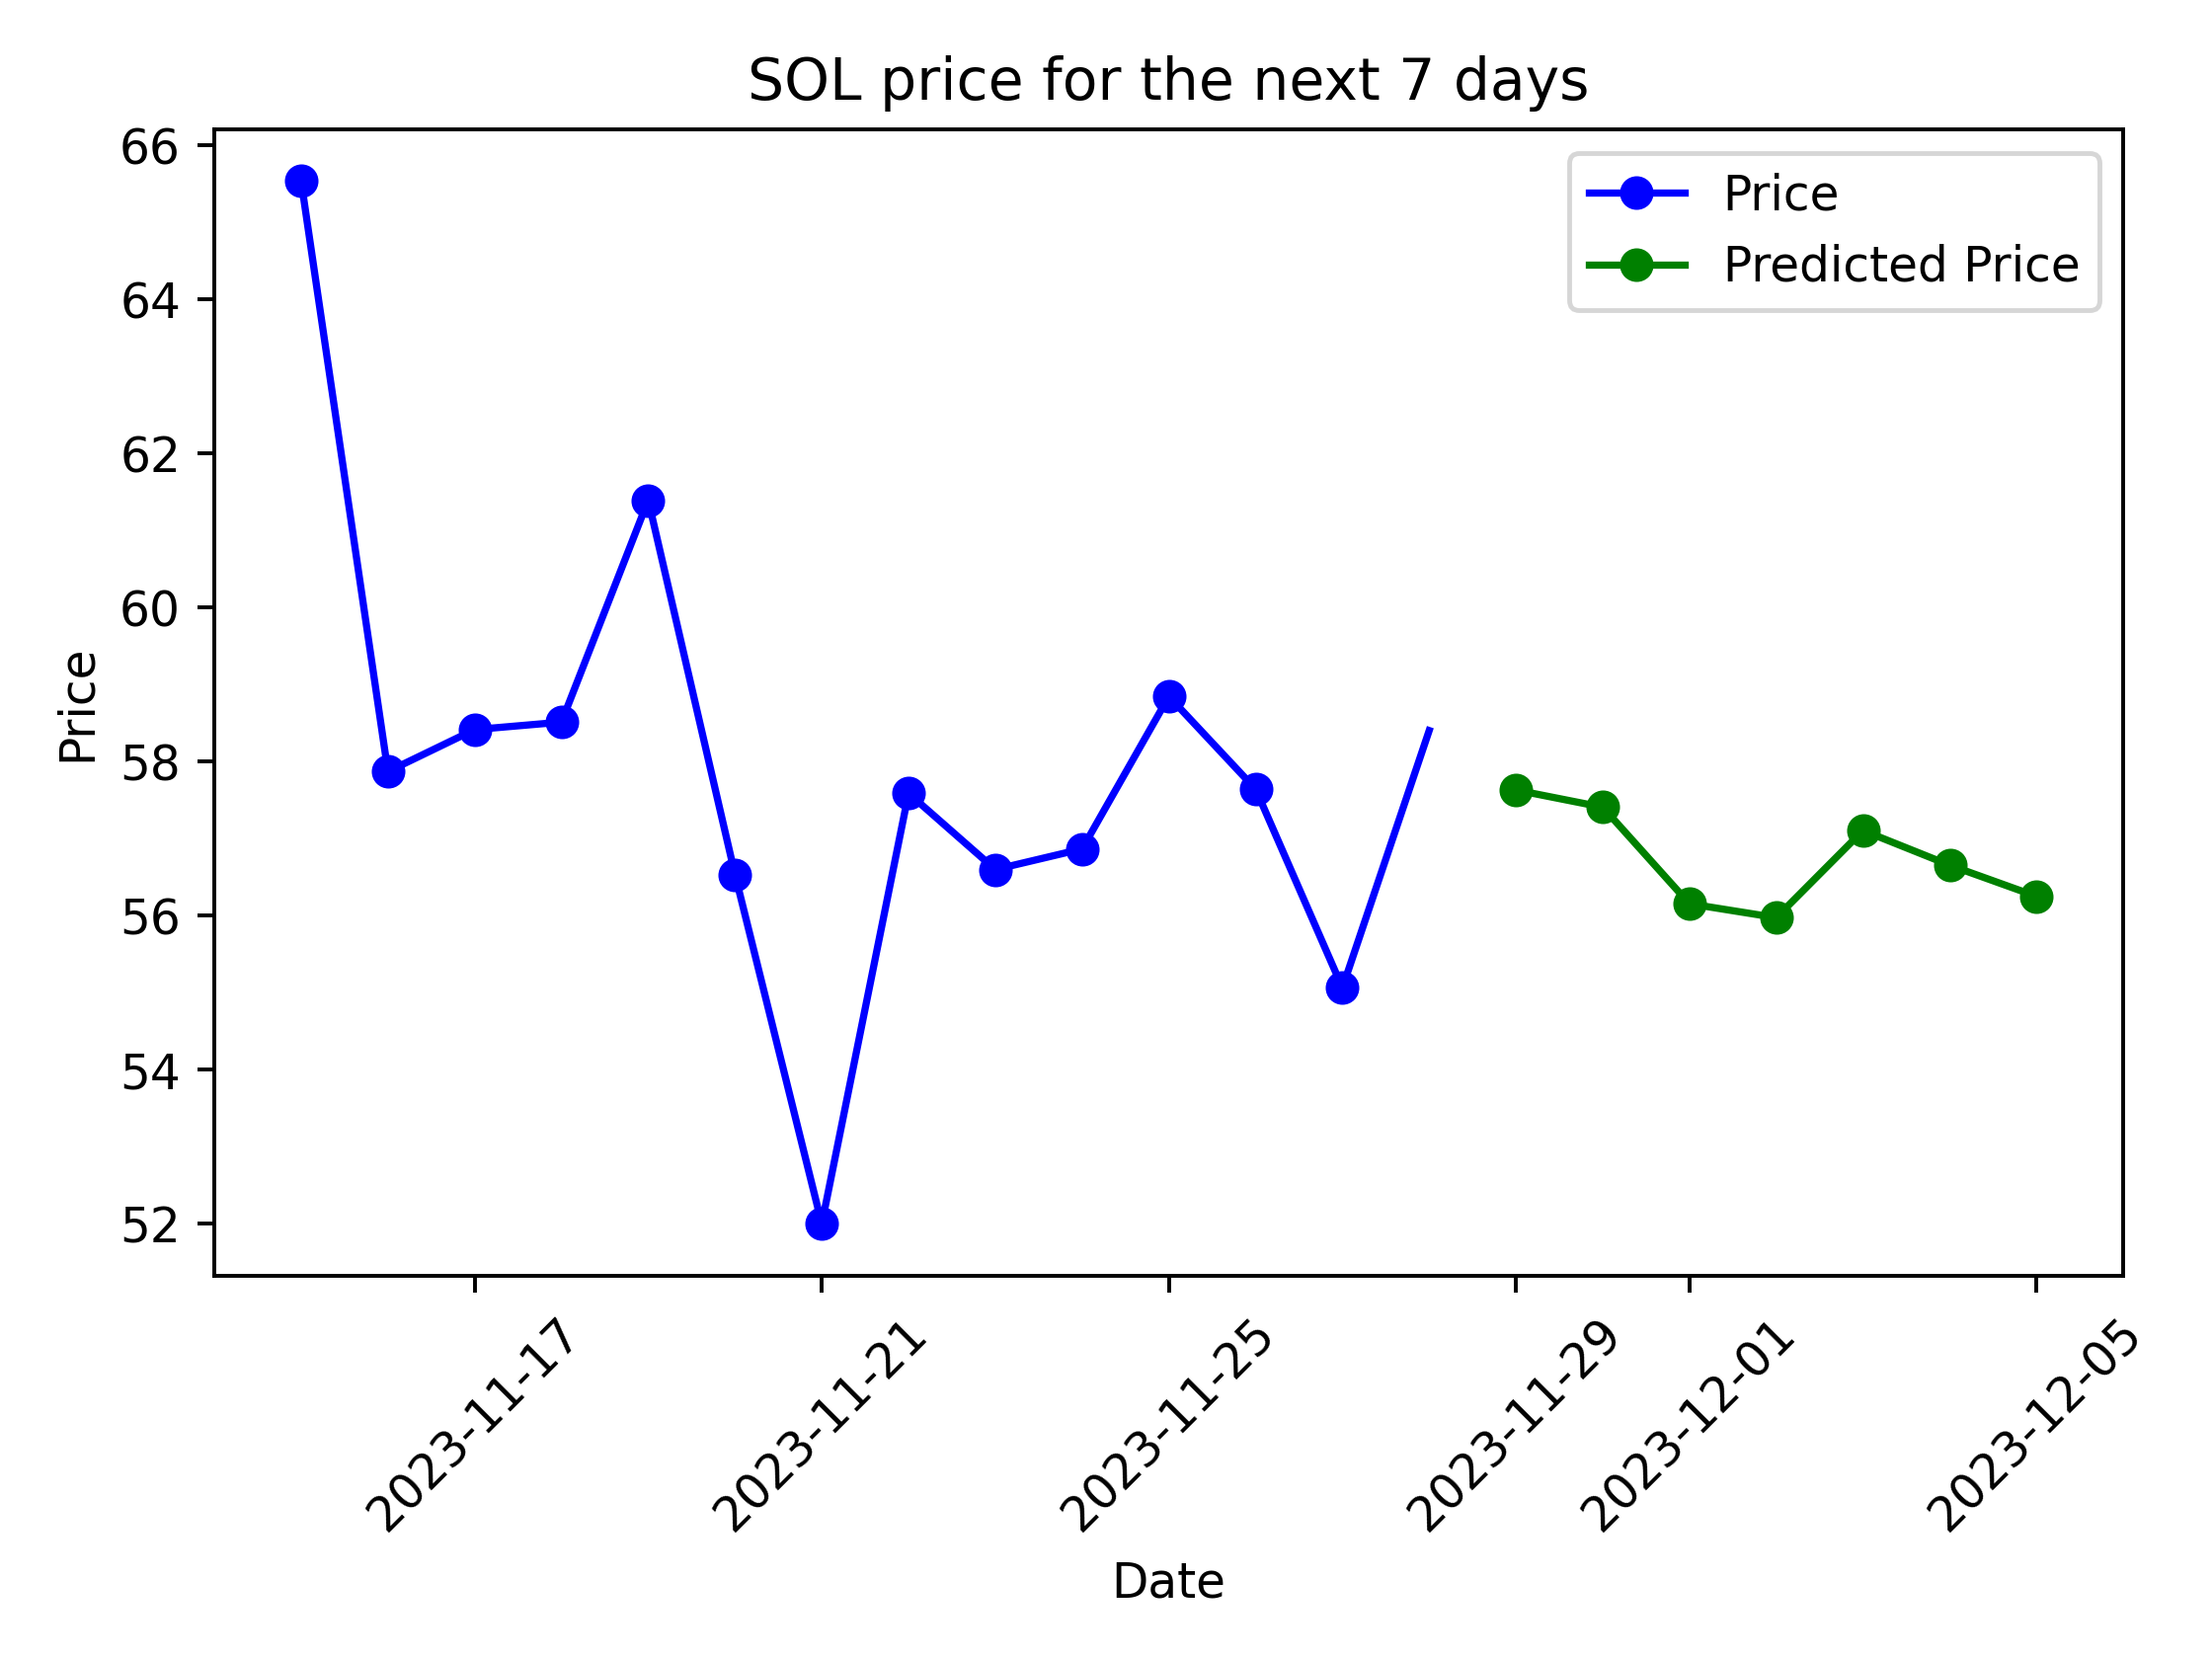 SOL price for the next 7 days
Price
Predicted Price
66
64
62
60
58
56
54
52
Price
2023-11-17
2023-11-21
2023-11-25
2023-11-29
2023-12-01
2023-12-05
Date